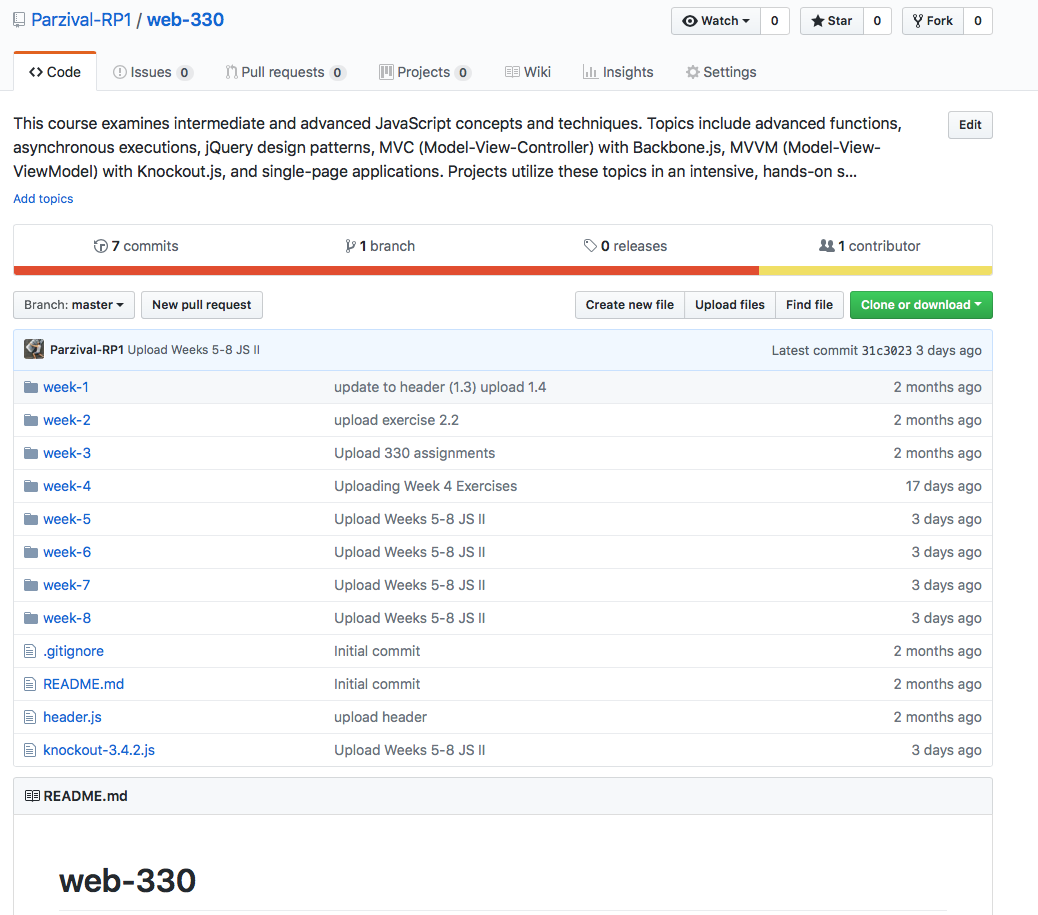 Parzival-RP1 / web-330
Watch 0 Star 0 Fork 0
Code Issues 0 Pull requests 0 Projects 0 Wiki Insights Settings
This course examines intermediate and advanced JavaScript concepts and techniques. Topics include advanced functions,
asynchronous executions, jQuery design patterns, MVC (Model-View-Controller) with Backbone.js, MVVM (Model-View-
ViewModel) with Knockout.js, and single-page applications. Projects utilize these topics in an intensive, hands-on s...
Edit
Add topics
7 commits 1 branch 0 releases 1 contributor
Branch: master New pull request Create new file Upload files Find file Clone or download
Parzival-RP1 Upload Weeks 5-8 JS II Latest commit 31c3023 3 days ago
week-1 update to header (1.3) upload 1.4 2 months ago
week-2 upload exercise 2.2 2 months ago
week-3 Upload 330 assignments 2 months ago
week-4 Uploading Week 4 Exercises 17 days ago
week-5 Upload Weeks 5-8 JS II 3 days ago
week-6 Upload Weeks 5-8 JS II 3 days ago
week-7 Upload Weeks 5-8 JS II 3 days ago
week-8 Upload Weeks 5-8 JS II 3 days ago
.gitignore Initial commit 2 months ago
README.md Initial commit 2 months ago
header.js upload header 2 months ago
knockout-3.4.2.js Upload Weeks 5-8 JS II 3 days ago
README.md
web-330